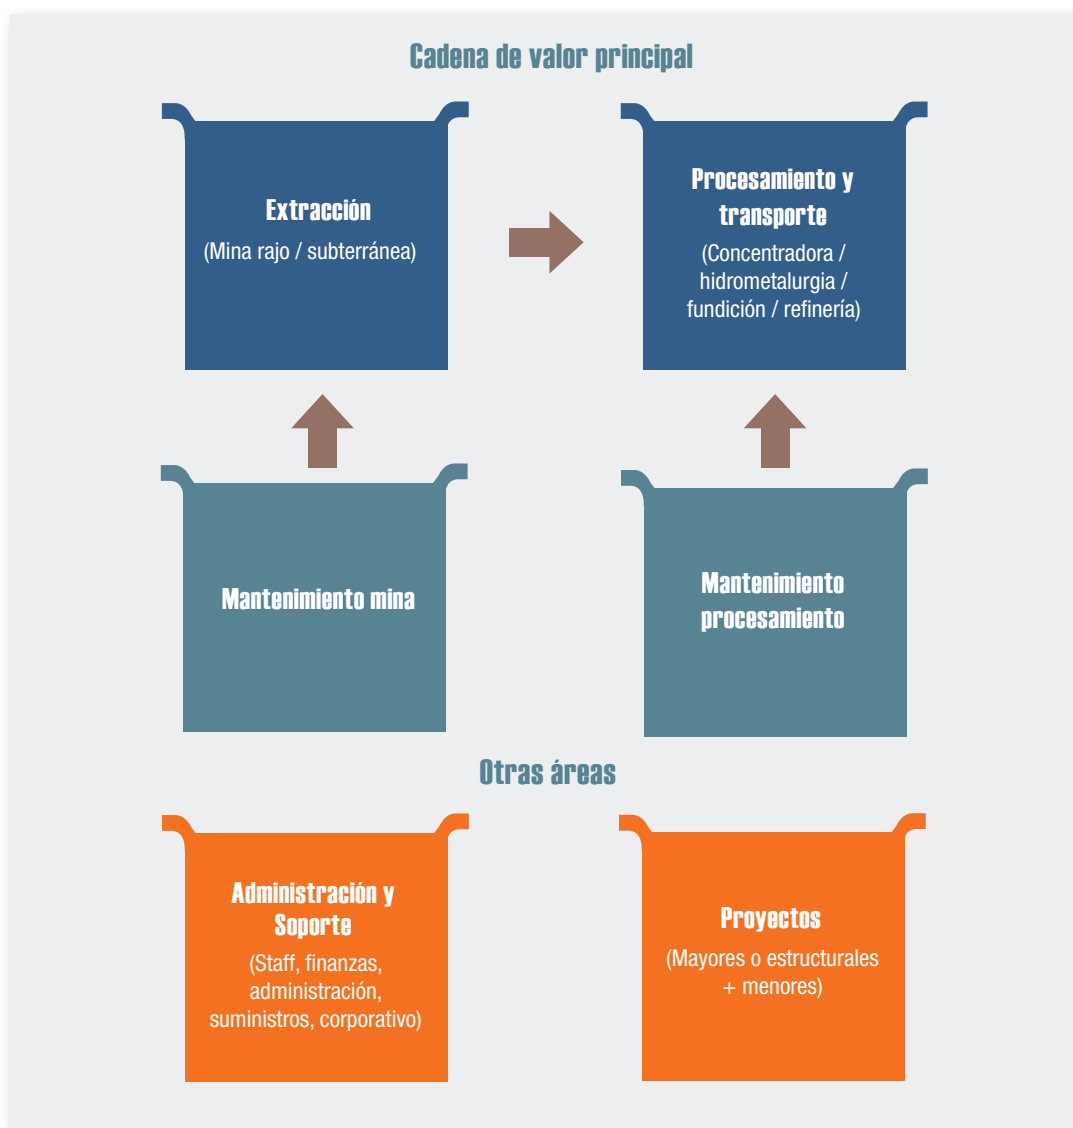 Cadena de valor principal
Extracción
(Mina rajo / subterránea)
Procesamiento y
transporte
(Concentradora /
hidrometalurgia /
fundición / refinería)
Mantenimiento mina
Mantenimiento
procesamiento
Otras áreas
Administración y
Soporte
(Staff, finanzas,
administración,
suministros, corporativo)
Proyectos
(Mayores o estructurales
+ menores)